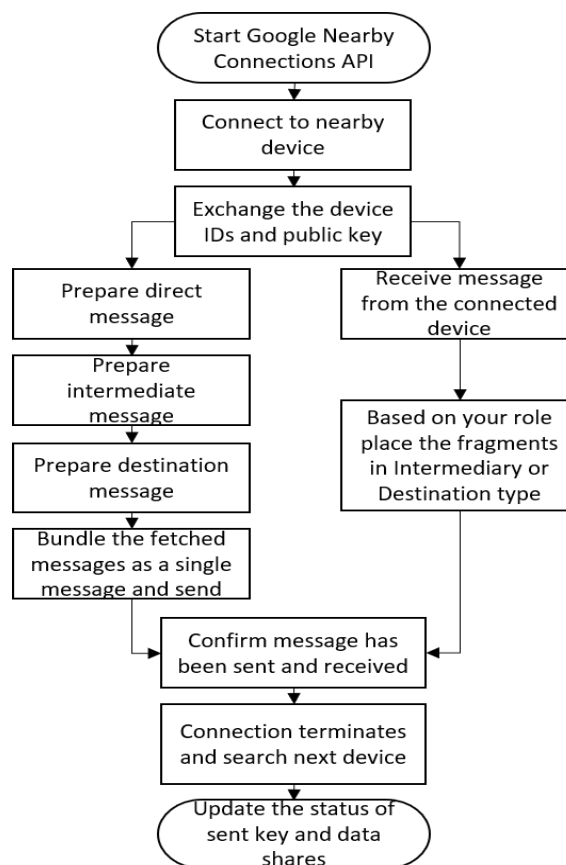 Start Google Nearby
Connections API
Connect to nearby
device
Exchange the device
IDs and public key
Prepare direct
message
Prepare
intermediate
message
Prepare destination
message
Bundle the fetched
messages as a single
message and send
Receive message
from the connected
device
Based on your role
place the fragments
in Intermediary or
Destination type
Confirm message has
been sent and received
Connection terminates
and search next device
Update the status of
sent key and data
shares